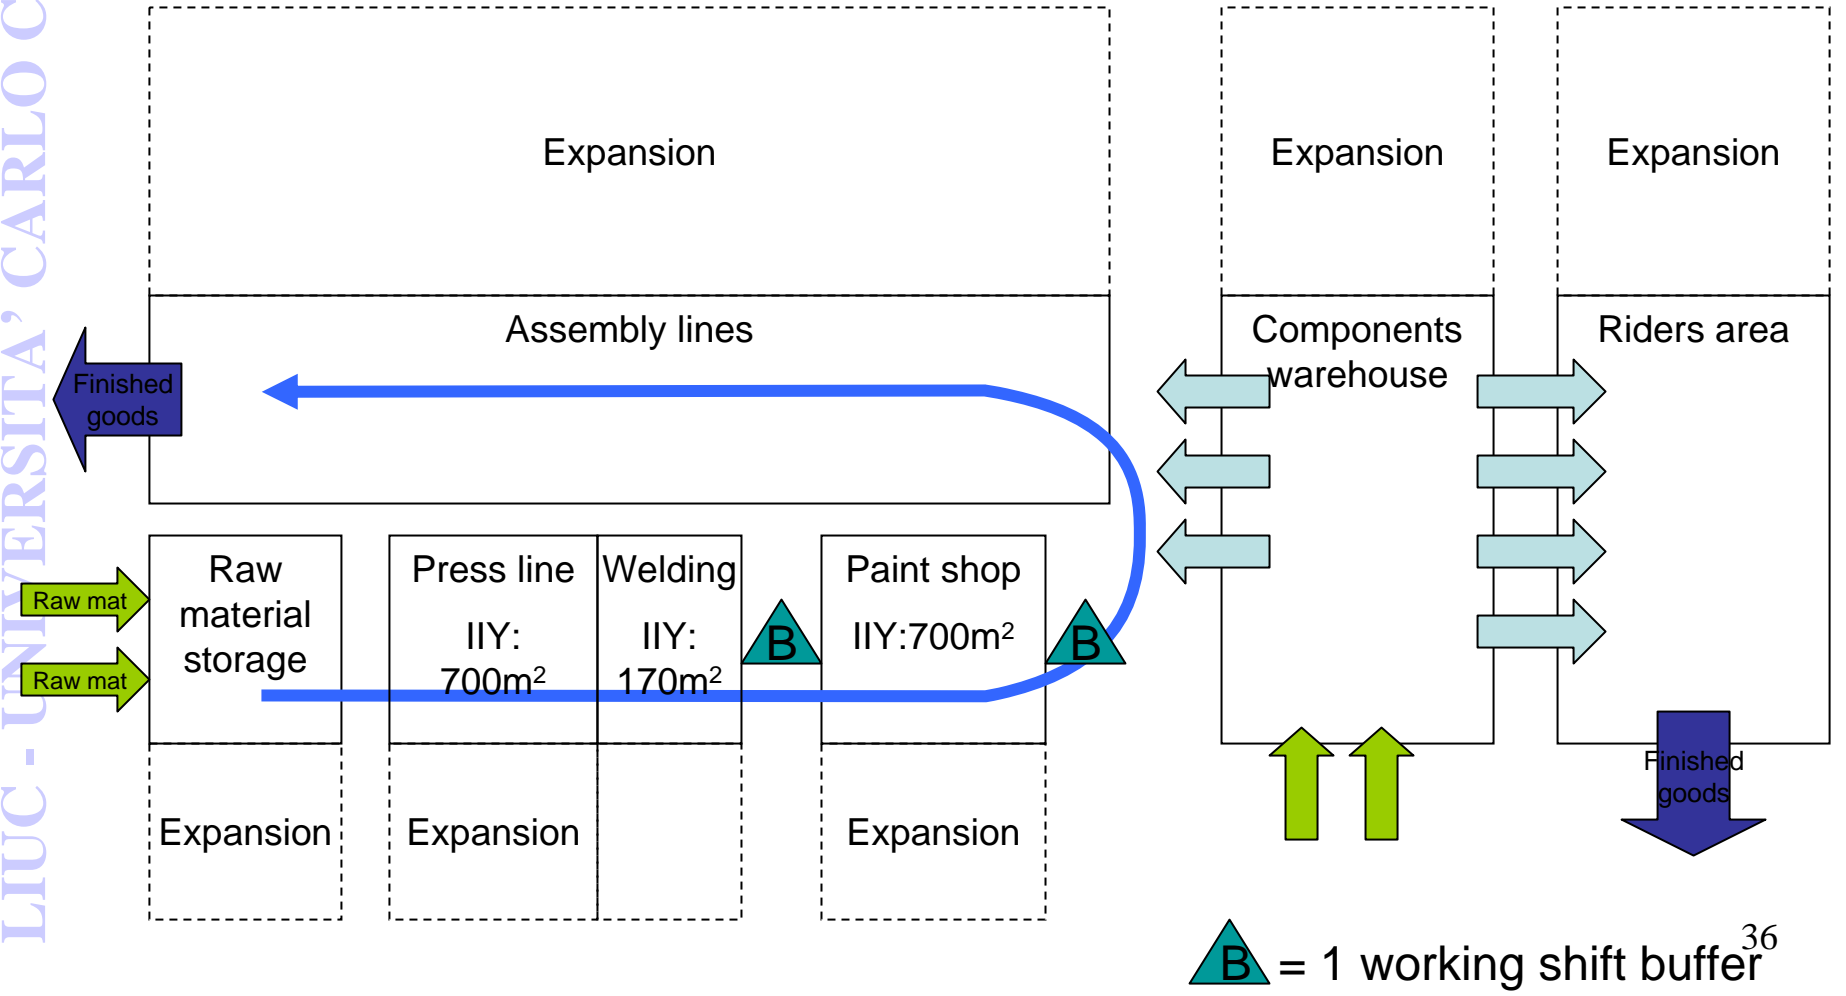 LIUC - UNIVERSITA’ CARLO C
Expansion
Expansion
Expansion
Assembly lines
Components
warehouse
Riders area
Finished
goods
Raw mat
Raw mat
Raw
material
storage
Press line
IIY:
700m²
Welding
IIY:
170m²
B
Paint shop
IIY:700m²
B
Expansion
Expansion
Expansion
Finished
goods
B = 1 working shift buffer
36